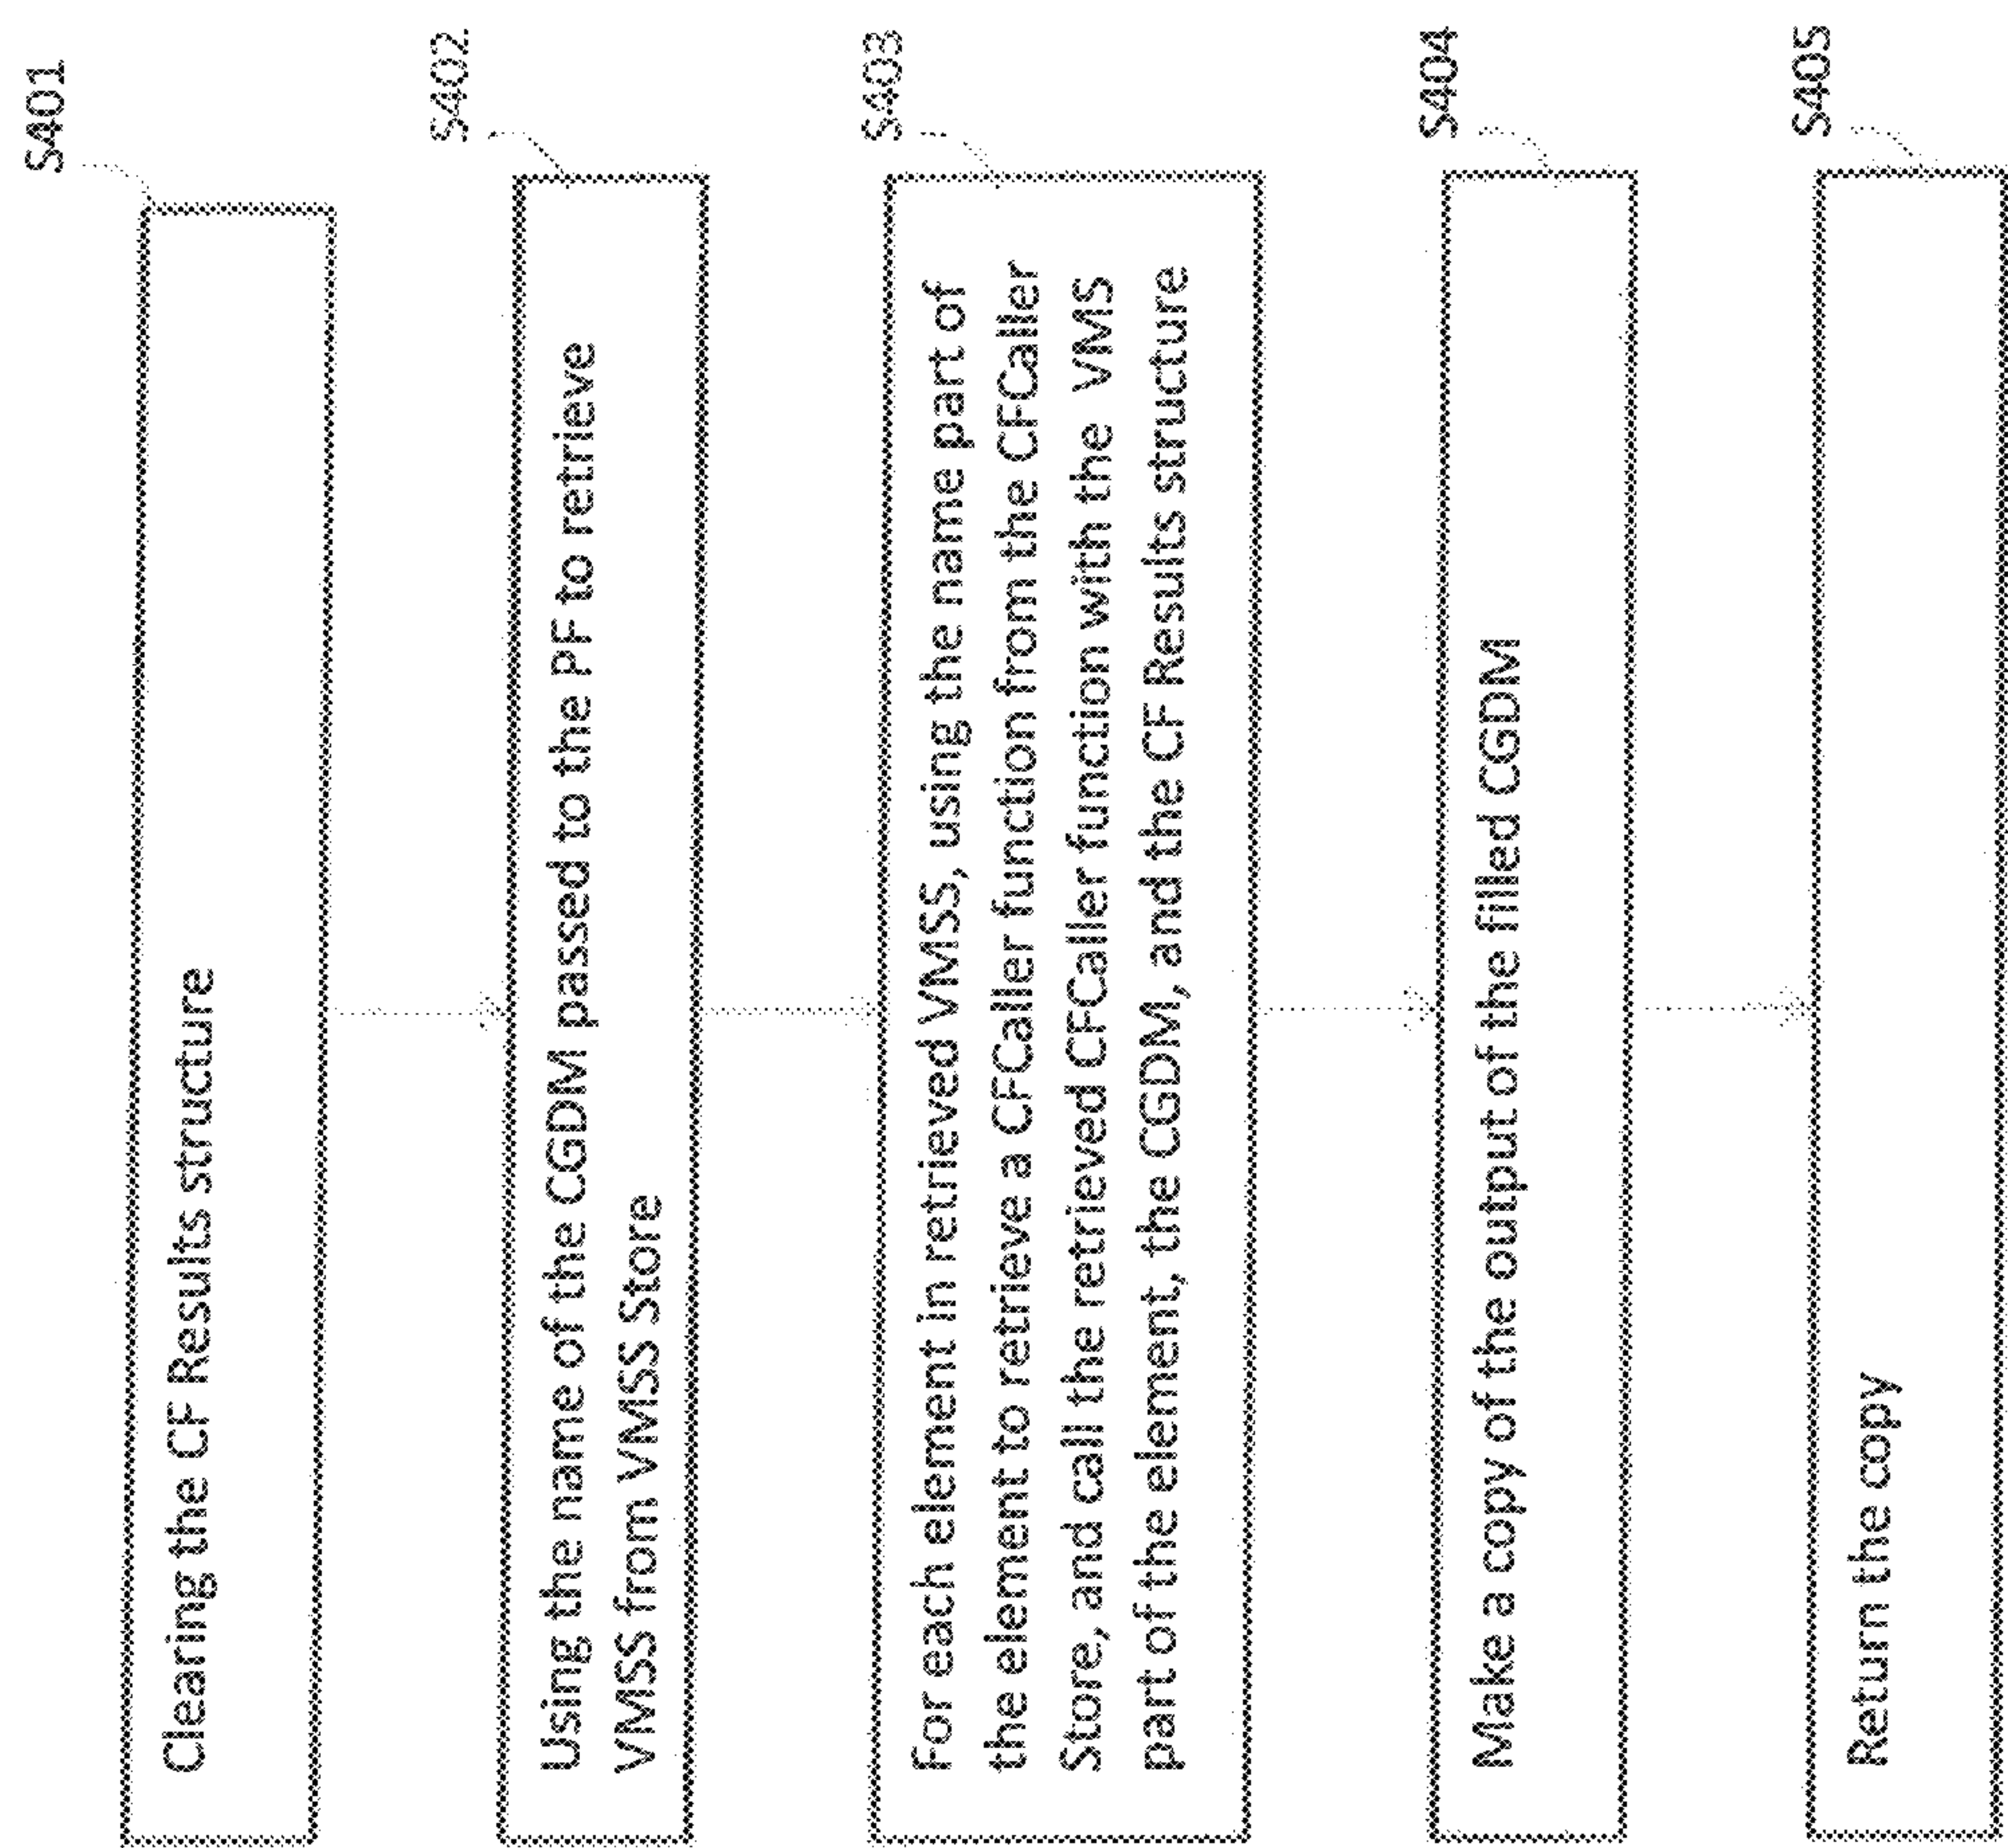 S401
Clearing the CF Results structure
S402
Using the name of the CGDM passed to the PF to retrieve
VMSS from VMSS Store
S403
For each element in retrieved VMSS, using the name part of
the element to retrieve a CFCaller function from the CFCaller
Store, and call the retrieved CFCaller function with the VMS
part of the element, the CGDM, and the CF Results structure
S404
Make a copy of the output of the filled CGDM
S405
Return the copy